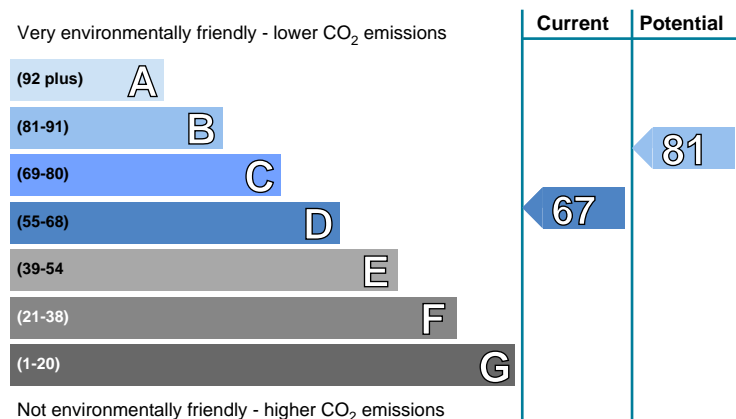 Very environmentally friendly - lower CO₂ emissions
Current
Potential
(92 plus) A
(81-91) B
(69-80) C
(55-68) D
(39-54 E
(21-38) F
(1-20) G
67
81
Not environmentally friendly - higher CO₂ emissions